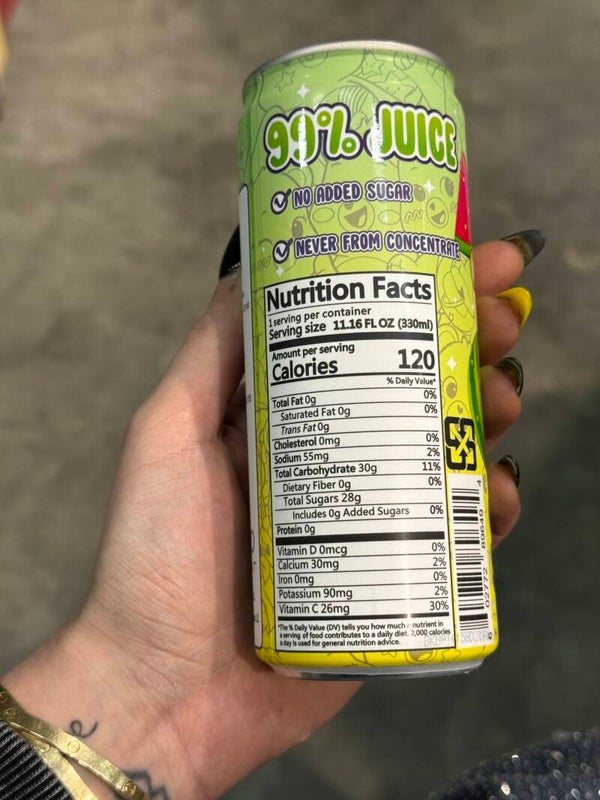 99% JUICE
NO ADDED SUGAR
NEVER FROM CONCENTRATE
Nutrition Facts
1 serving per container
Serving size 11.16 FL OZ (330ml)
Amount per serving
Calories 120
% Daily Value*
Total Fat 0g 0%
Saturated Fat 0g 0%
Trans Fat 0g
Cholesterol 0mg 0%
Sodium 55mg 2%
Total Carbohydrate 30g 11%
Dietary Fiber 0g 0%
Total Sugars 28g
Includes 0g Added Sugars 0%
Protein 0g
Vitamin D 0mcg 0%
Calcium 30mg 2%
Iron 0mg 0%
Potassium 90mg 2%
Vitamin C 26mg 30%
*The % Daily Value (DV) tells you how much a nutrient in
a serving of food contributes to a daily diet. 2,000 calories
a day is used for general nutrition advice.